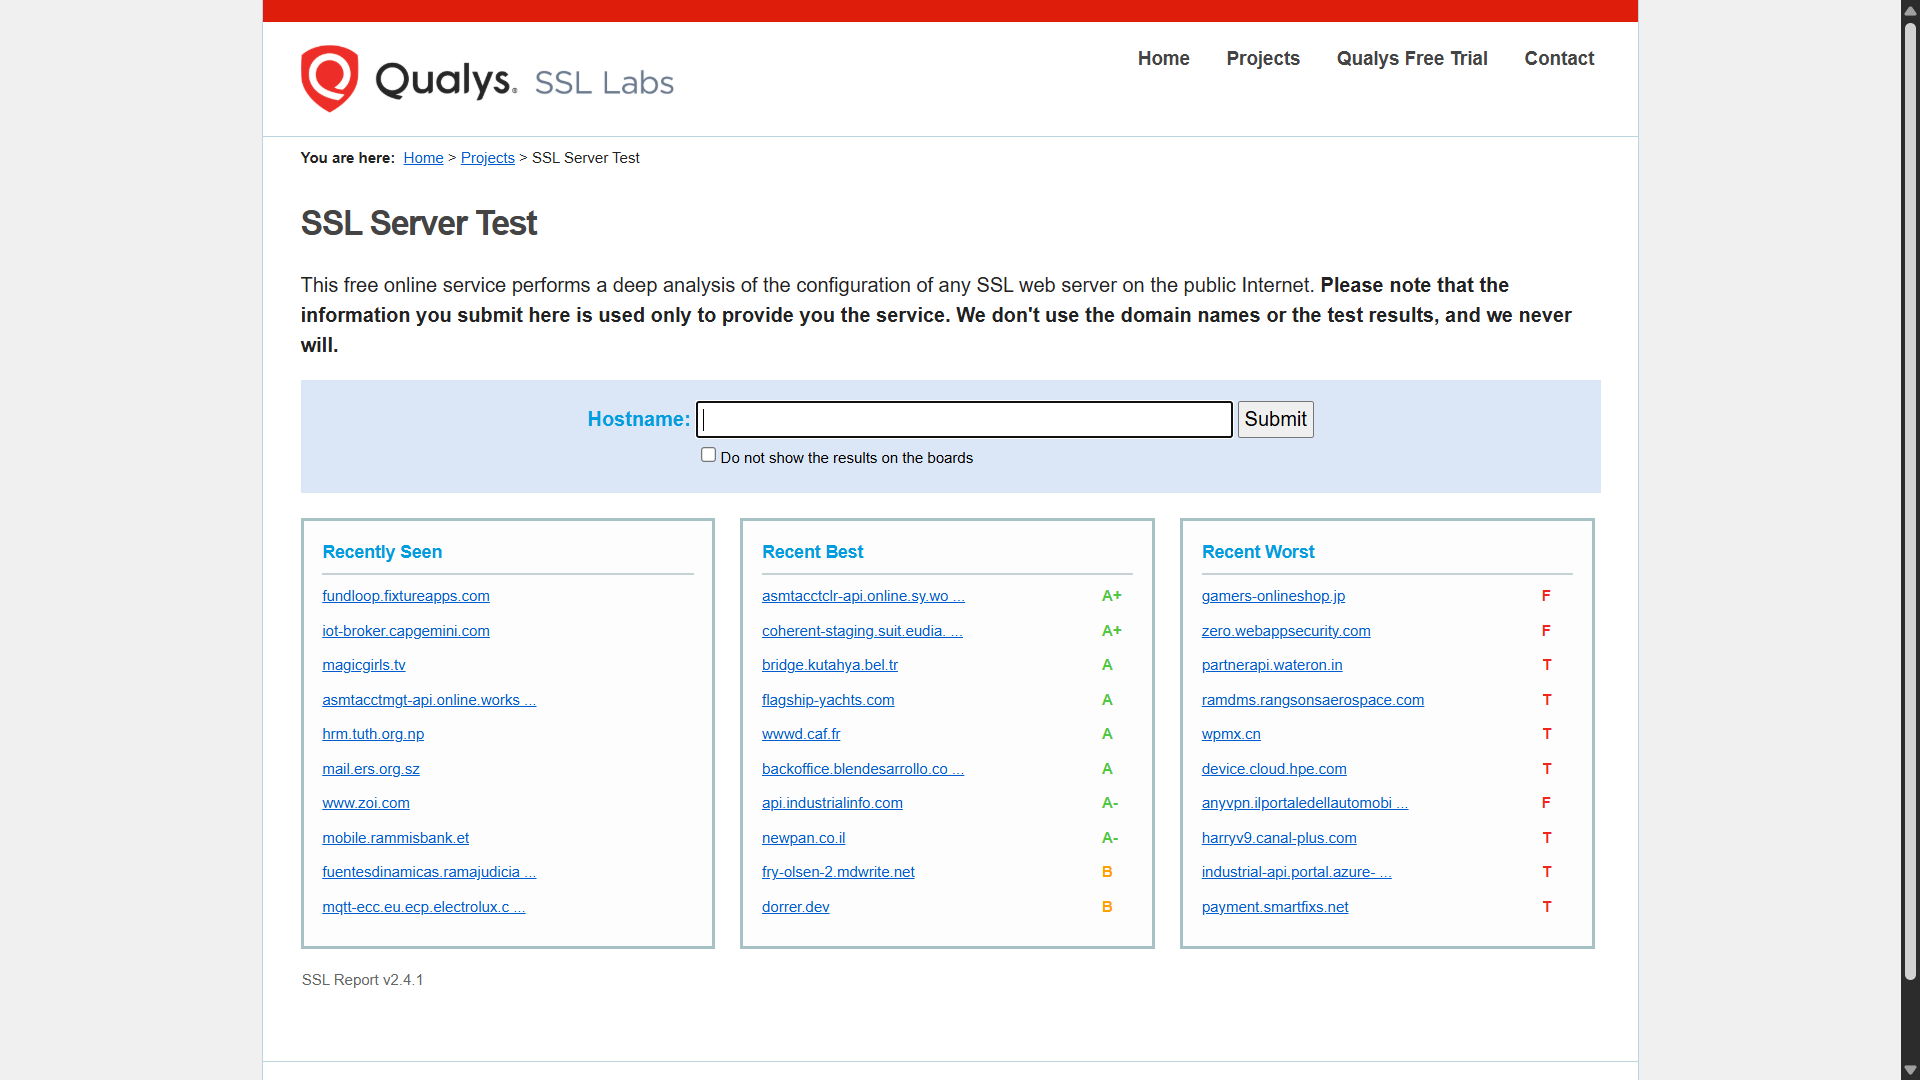 Qualys. SSL Labs
Home Projects Qualys Free Trial Contact
You are here: Home > Projects > SSL Server Test
SSL Server Test
This free online service performs a deep analysis of the configuration of any SSL web server on the public Internet. Please note that the
information you submit here is used only to provide you the service. We don't use the domain names or the test results, and we never
will.
Hostname: Submit
Do not show the results on the boards
Recently Seen
fundloop.fixtureapps.com
iot-broker.capgemini.com
magicgirls.tv
asmtacctmgt-api.online.works ...
hrm.tuth.org.np
mail.ers.org.sz
www.zoi.com
mobile.rammisbank.et
fuentesdinamicas.ramajudicia ...
mqtt-ecc.eu.ecp.electrolux.c ...
Recent Best
asmtacctclr-api.online.sy.wo ... A+
coherent-staging.suit.eudia. ... A+
bridge.kutahya.bel.tr A
flagship-yachts.com A
wwwd.caf.fr A
backoffice.blendesarrollo.co ... A
api.industrialinfo.com A-
newpan.co.il A-
fry-olsen-2.mdwrite.net B
dorrer.dev B
Recent Worst
gamers-onlineshop.jp F
zero.webappsecurity.com F
partnerapi.wateron.in T
ramdms.rangsonsaerospace.com T
wpmx.cn T
device.cloud.hpe.com T
anyvpn.ilportaledellautomobi ... F
harryv9.canal-plus.com T
industrial-api.portal.azure- ... T
payment.smartfixs.net T
SSL Report v2.4.1